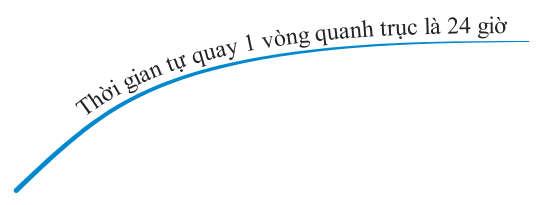 Thời gian tự quay 1 vòng quanh trục là 24 giờ